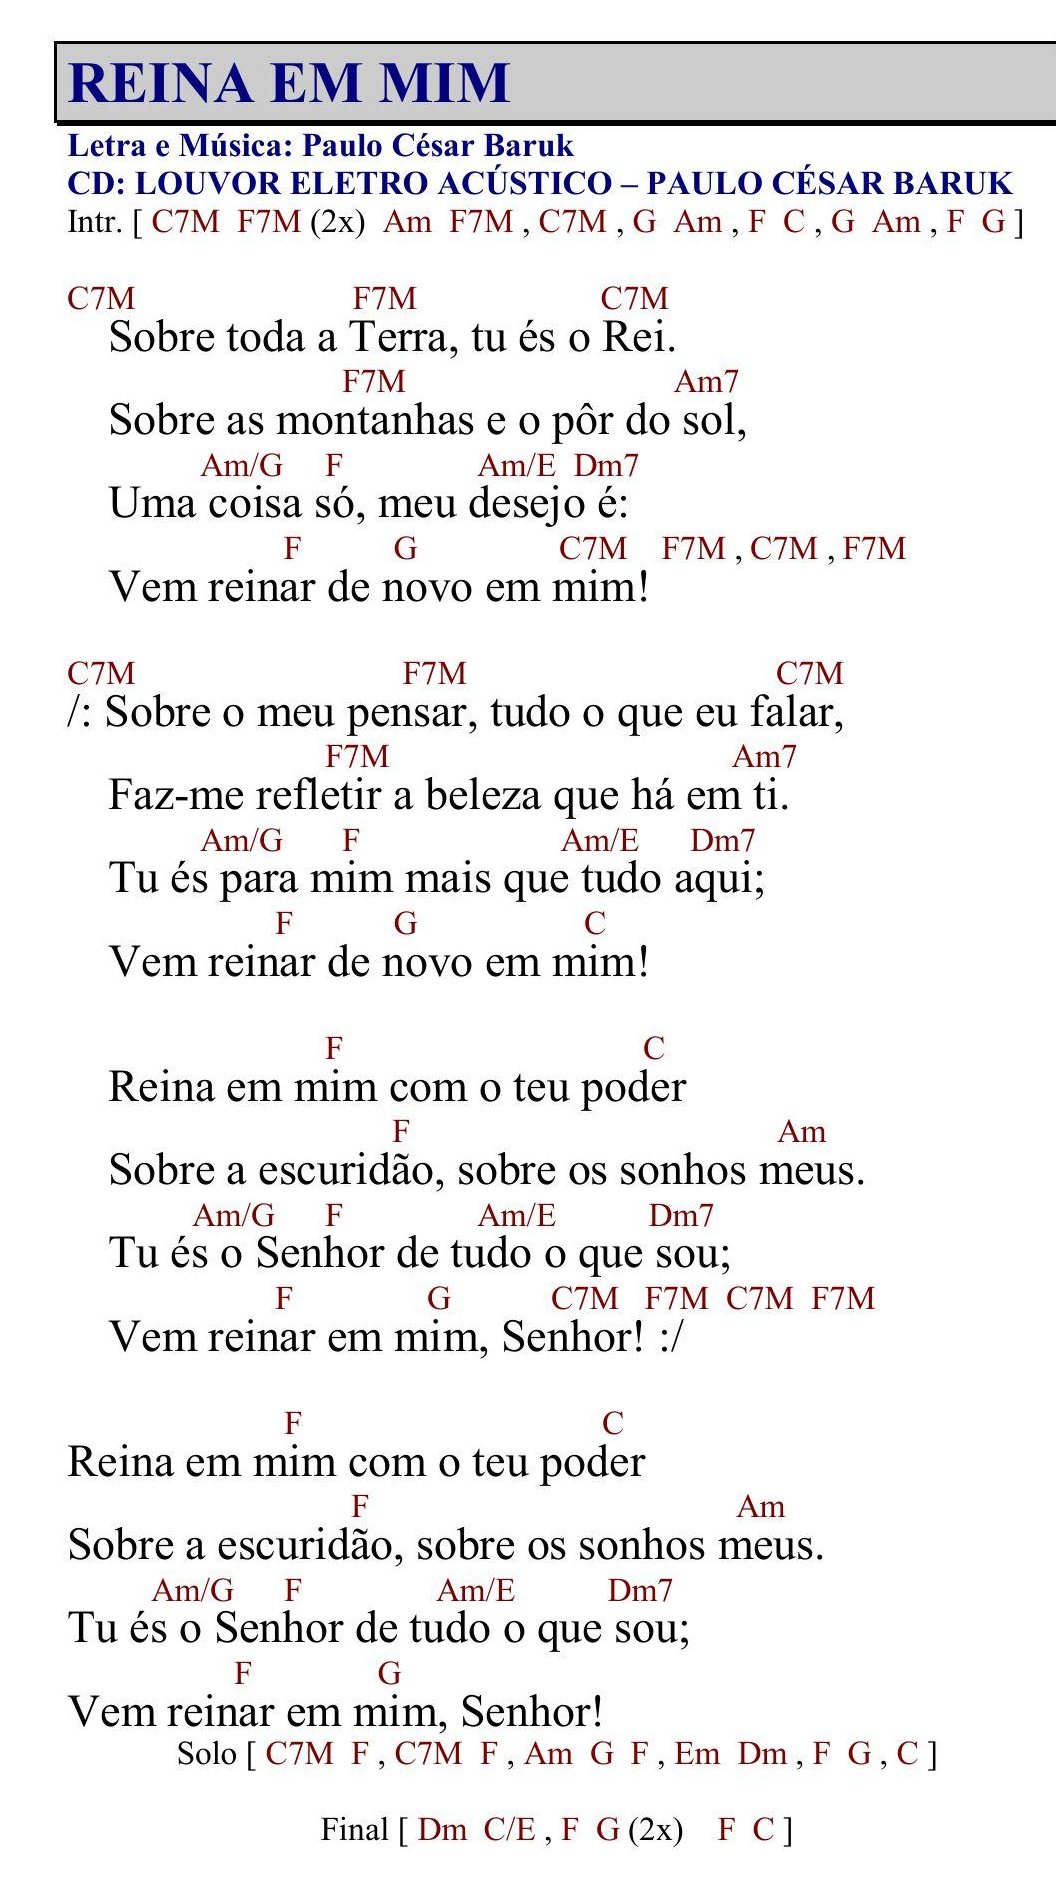 REINA EM MIM
Letra e Música: Paulo César Baruk
CD: LOUVOR ELETRO ACÚSTICO – PAULO CÉSAR BARUK
Intr. [ C7M F7M (2x) Am F7M , C7M , G Am , F C , G Am , F G ]
C7M F7M C7M
Sobre toda a Terra, tu és o Rei.
F7M Am7
Sobre as montanhas e o pôr do sol,
Am/G F Am/E Dm7
Uma coisa só, meu desejo é:
F G C7M F7M , C7M , F7M
Vem reinar de novo em mim!
C7M F7M C7M
/: Sobre o meu pensar, tudo o que eu falar,
F7M Am7
Faz-me refletir a beleza que há em ti.
Am/G F Am/E Dm7
Tu és para mim mais que tudo aqui;
F G C
Vem reinar de novo em mim!
F C
Reina em mim com o teu poder
F Am
Sobre a escuridão, sobre os sonhos meus.
Am/G F Am/E Dm7
Tu és o Senhor de tudo o que sou;
F G C7M F7M C7M F7M
Vem reinar em mim, Senhor! :/
F C
Reina em mim com o teu poder
F Am
Sobre a escuridão, sobre os sonhos meus.
Am/G F Am/E Dm7
Tu és o Senhor de tudo o que sou;
F G
Vem reinar em mim, Senhor!
Solo [ C7M F , C7M F , Am G F , Em Dm , F G , C ]
Final [ Dm C/E , F G (2x) F C ]